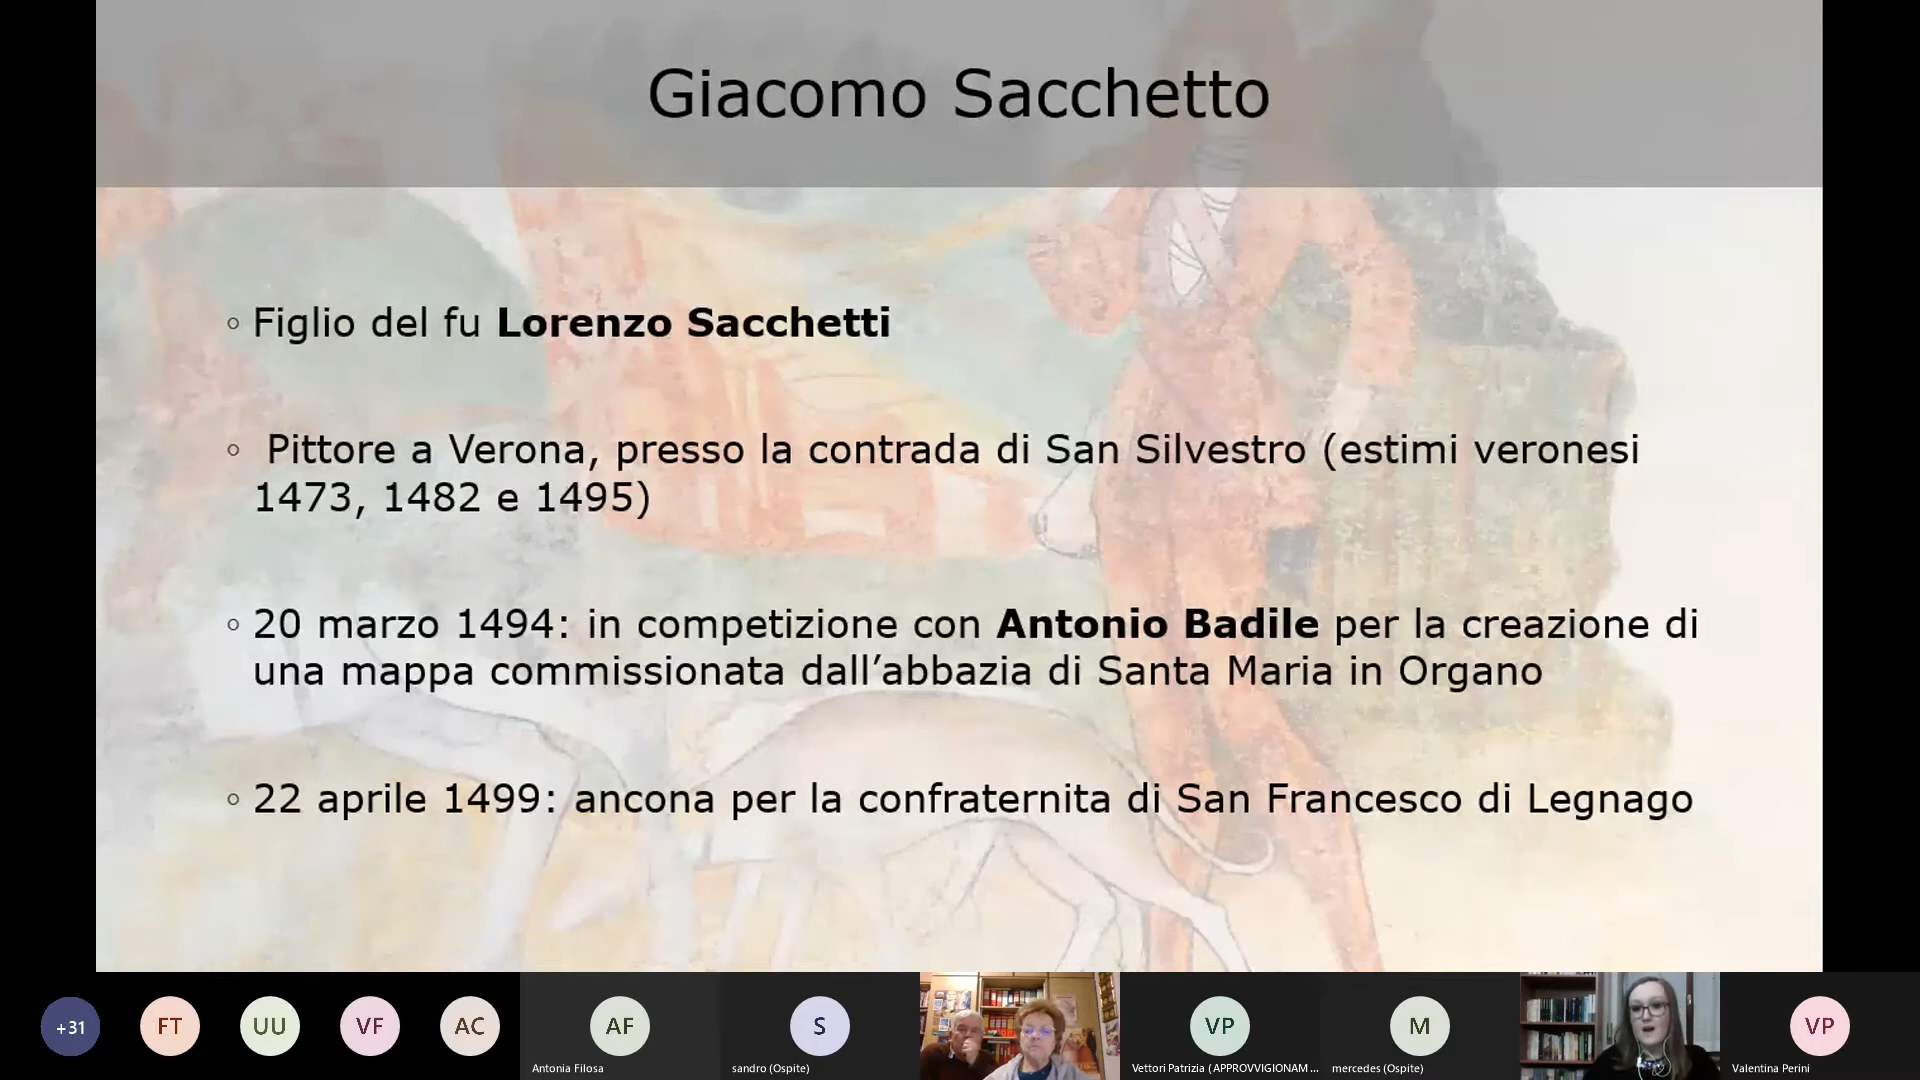 Giacomo Sacchetto
◦ Figlio del fu Lorenzo Sacchetti
◦ Pittore a Verona, presso la contrada di San Silvestro (estimi veronesi
1473, 1482 e 1495)
◦ 20 marzo 1494: in competizione con Antonio Badile per la creazione di
una mappa commissionata dall’abbazia di Santa Maria in Organo
◦ 22 aprile 1499: ancona per la confraternita di San Francesco di Legnago
+31
FT
UU
VF
AC
AF
S
VP
M
VP
Antonia Filosa
sandro (Ospite)
Vettori Patrizia ( APPROVVIGIONAM ...
mercedes (Ospite)
Valentina Perini